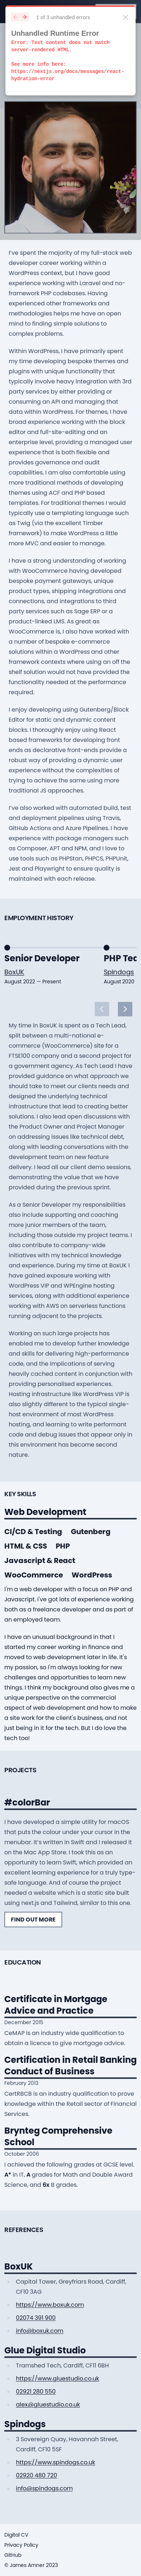 1 of 3 unhandled errors
Unhandled Runtime Error
Error: Text content does not match
server-rendered HTML.
See more info here:
https://nextjs.org/docs/messages/react-
hydration-error
I've spent the majority of my full-stack web
developer career working within a
WordPress context, but I have good
experience working with Laravel and no-
framework PHP codebases. Having
experienced other frameworks and
methodologies helps me have an open
mind to finding simple solutions to
complex problems.
Within WordPress, I have primarily spent
my time developing bespoke themes and
plugins with unique functionality that
typically involve heavy integration with 3rd
party services by either providing or
consuming an API and managing that
data within WordPress. For themes, I have
broad experience working with the block
editor and full-site-editing and on
enterprise level, providing a managed user
experience that is both flexible and
provides governance and audit
capabilities. I am also comfortable using
more traditional methods of developing
themes using ACF and PHP based
templates. For traditional themes I would
typically use a templating language such
as Twig (via the excellent Timber
framework) to make WordPress a little
more MVC and easier to manage.
I have a strong understanding of working
with WooCommerce having developed
bespoke payment gateways, unique
product types, shipping integrations and
connections, and integrations to third
party services such as Sage ERP or a
product-linked LMS. As great as
WooCommerce is, I also have worked with
a number of bespoke e-commerce
solutions within a WordPress and other
framework contexts where use an off the
shelf solution would not have provided the
functionality needed at the performance
required.
I enjoy developing using Gutenberg/Block
Editor for static and dynamic content
blocks. I thoroughly enjoy using React
based frameworks for developing front
ends as declarative front-ends provide a
robust way of providing a dynamic user
experience without the complexities of
trying to achieve the same using more
traditional JS approaches.
I've also worked with automated build, test
and deployment pipelines using Travis,
GitHub Actions and Azure Pipelines. I have
experience with package managers such
as Composer, APT and NPM, and I love to
use tools such as PHPStan, PHPCS, PHPUnit,
Jest and Playwright to ensure quality is
maintained with each release.
EMPLOYMENT HISTORY
Senior Developer PHP Tec
BoxUK Spindogs
August 2022 — Present August 2020
My time in BoxUK is spent as a Tech Lead,
split between a multi-national e-
commerce (WooCommerce) site for a
FTSE100 company and a second project for
a government agency. As Tech Lead I have
provided guidance on what approach we
should take to meet our clients needs and
designed the underlying technical
infrastructure that lead to creating better
solutions. I also lead open discussions with
the Product Owner and Project Manager
on addressing issues like technical debt,
along with leading conversations with the
development team on new feature
delivery. I lead all our client demo sessions,
demonstrating the value that we have
provided during the previous sprint.
As a Senior Developer my responsibilities
also include supporting and coaching
more junior members of the team,
including those outside my project teams. I
also contribute to company-wide
initiatives with my technical knowledge
and experience. During my time at BoxUK I
have gained exposure working with
WordPress VIP and WPEngine hosting
services, along with additional experience
working with AWS on serverless functions
running adjacent to the projects.
Working on such large projects has
enabled me to develop further knowledge
and skills for delivering high-performance
code, and the implications of serving
heavily cached content in conjunction with
providing personalised experiences.
Hosting infrastructure like WordPress VIP is
also slightly different to the typical single-
host environment of most WordPress
hosting, and learning to write performant
code and debug issues that appear only in
this environment has become second
nature.
KEY SKILLS
Web Development
CI/CD & Testing Gutenberg
HTML & CSS PHP
Javascript & React
WooCommerce WordPress
I'm a web developer with a focus on PHP and
Javascript. I've got lots of experience working
both as a freelance developer and as part of
an employed team.
I have an unusual background in that I
started my career working in finance and
moved to web development later in life. It's
my passion, so I'm always looking for new
challenges and opportunities to learn new
things. I think my background also gives me a
unique perspective on the commercial
aspect of web development and how to make
a site work for the client's business, and not
just being in it for the tech. But I do love the
tech too!
PROJECTS
#colorBar
I have developed a simple utility for macOS
that puts the colour under your cursor in the
menubar. It's written in Swift and I released it
on the Mac App Store. I took this as an
opportunity to learn Swift, which provided an
excellent learning experience for a truly type-
safe language. And of course the project
needed a website which is a static site built
using next.js and Tailwind, similar to this one.
FIND OUT MORE
EDUCATION
Certificate in Mortgage
Advice and Practice
December 2015
CeMAP is an industry wide qualification to
obtain a licence to give mortgage advice.
Certification in Retail Banking
Conduct of Business
February 2013
CertRBCB is an industry qualification to prove
knowledge within the Retail sector of Financial
Services.
Brynteg Comprehensive
School
October 2006
I achieved the following grades at GCSE level.
A* in IT, A grades for Math and Double Award
Science, and 6x B grades.
REFERENCES
BoxUK
Capital Tower, Greyfriars Road, Cardiff,
CF10 3AG
https://www.boxuk.com
02074 391 900
info@boxuk.com
Glue Digital Studio
Tramshed Tech, Cardiff, CF11 6BH
https://www.gluestudio.co.uk
02921 280 550
alex@gluestudio.co.uk
Spindogs
3 Sovereign Quay, Havannah Street,
Cardiff, CF10 5SF
https://www.spindogs.co.uk
02920 480 720
info@spindogs.com
Digital CV
Privacy Policy
GitHub
© James Amner 2023